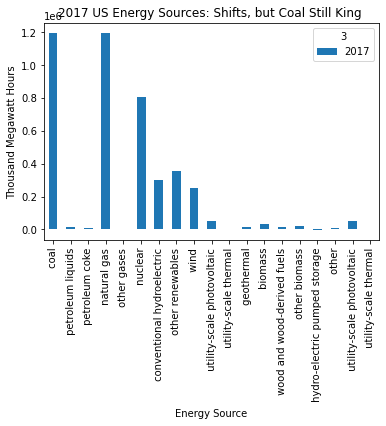 2017 US Energy Sources: Shifts, but Coal Still King
1e6
3
2017
1.2
1.0
0.8
0.6
0.4
0.2
0.0
Thousand Megawatt Hours
coal
petroleum liquids
petroleum coke
natural gas
other gases
nuclear
conventional hydroelectric
other renewables
wind
utility-scale photovoltaic
utility-scale thermal
geothermal
biomass
wood and wood-derived fuels
other biomass
hydro-electric pumped storage
other
utility-scale photovoltaic
utility-scale thermal
Energy Source